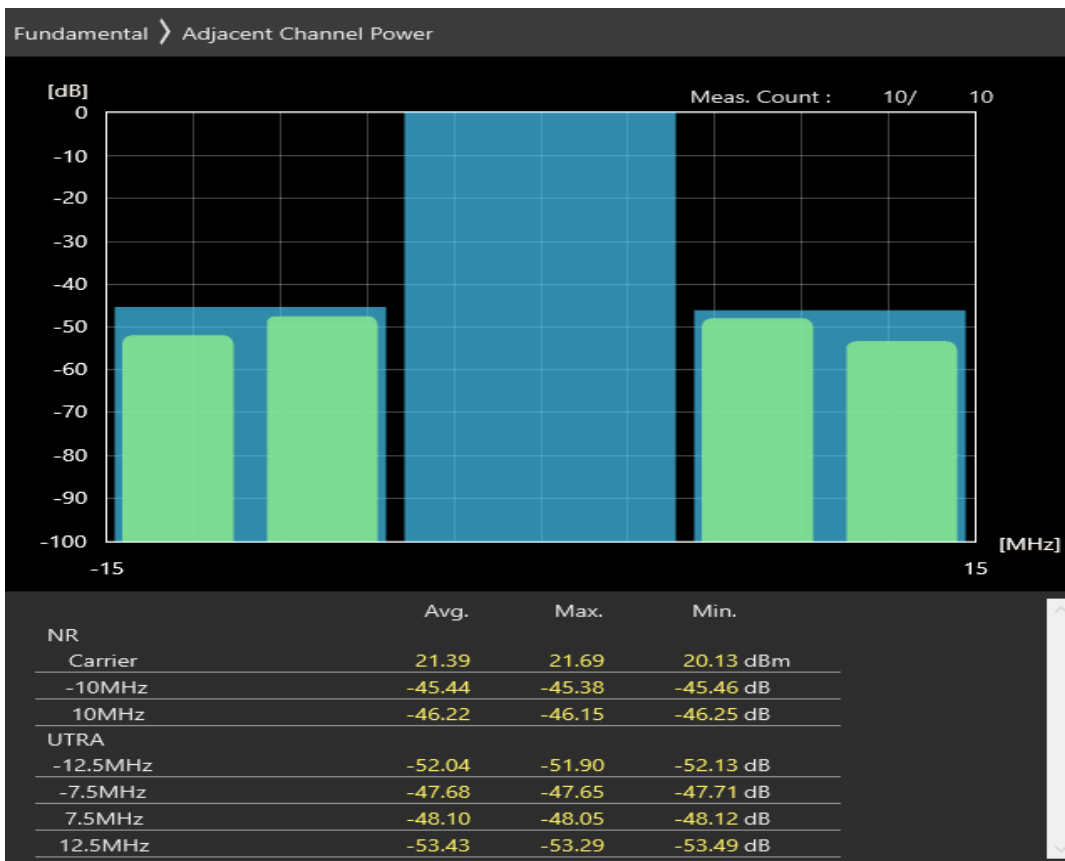 Fundamental 〉 Adjacent Channel Power
[dB]
Meas. Count : 10/ 10
0
-10
-20
-30
-40
-50
-60
-70
-80
-90
-100
[MHz]
-15 15
Avg. Max. Min.
NR
Carrier 21.39 21.69 20.13 dBm
-10MHz -45.44 -45.38 -45.46 dB
10MHz -46.22 -46.15 -46.25 dB
UTRA
-12.5MHz -52.04 -51.90 -52.13 dB
-7.5MHz -47.68 -47.65 -47.71 dB
7.5MHz -48.10 -48.05 -48.12 dB
12.5MHz -53.43 -53.29 -53.49 dB